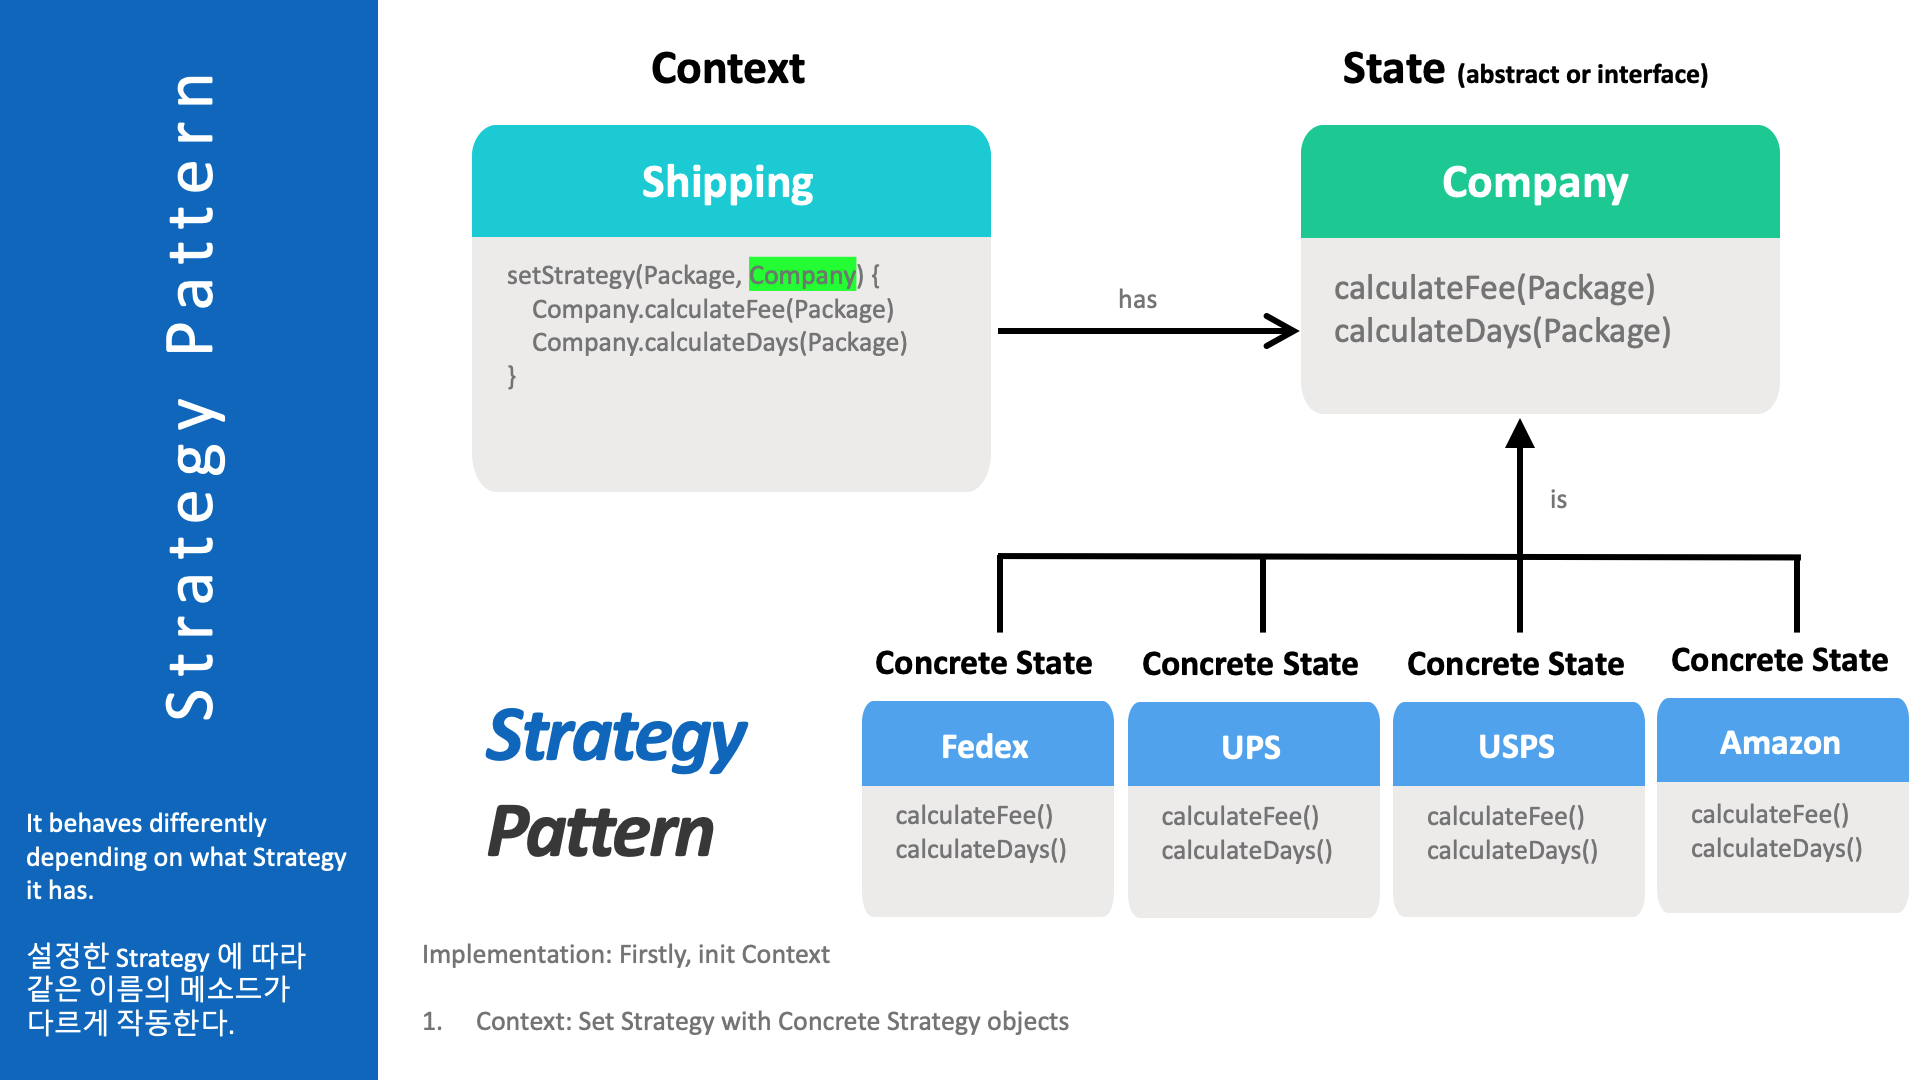 Strategy Pattern
It behaves differently
depending on what Strategy
it has.
설정한 Strategy 에 따라
같은 이름의 메소드가
다르게 작동한다.
Context
Shipping
setStrategy(Package, Company) {
Company.calculateFee(Package)
Company.calculateDays(Package)
}
has
State (abstract or interface)
Company
calculateFee(Package)
calculateDays(Package)
is
Concrete State
Fedex
calculateFee()
calculateDays()
Concrete State
UPS
calculateFee()
calculateDays()
Concrete State
USPS
calculateFee()
calculateDays()
Concrete State
Amazon
calculateFee()
calculateDays()
Strategy
Pattern
Implementation: Firstly, init Context
1. Context: Set Strategy with Concrete Strategy objects